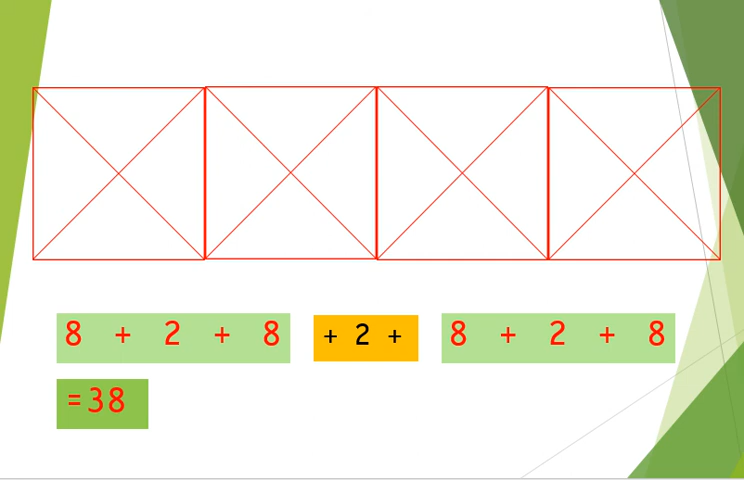 8 + 2 + 8 + 2 + 8 + 2 + 8
=38